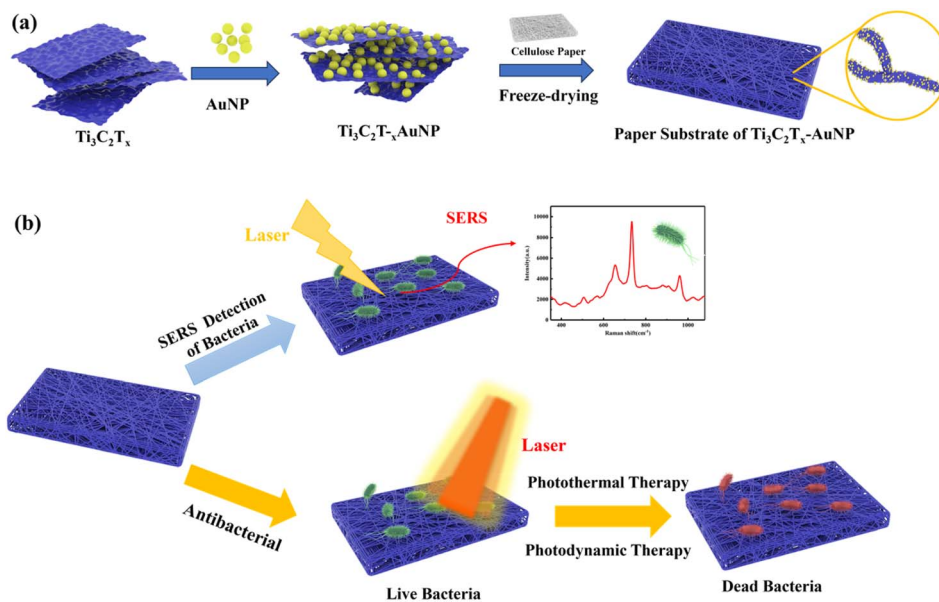 (a)
Cellulose Paper
AuNP
Freeze-drying
Ti₃C₂Tₓ
Ti₃C₂T-ₓAuNP
Paper Substrate of Ti₃C₂Tₓ-AuNP
(b)
SERS
Laser
10000
8000
6000
4000
2000
Intensity(a.u.)
400
600
800
1000
Raman shift(cm⁻¹)
SERS Detection
of Bacteria
Laser
Photothermal Therapy
Antibacterial
Photodynamic Therapy
Live Bacteria
Dead Bacteria